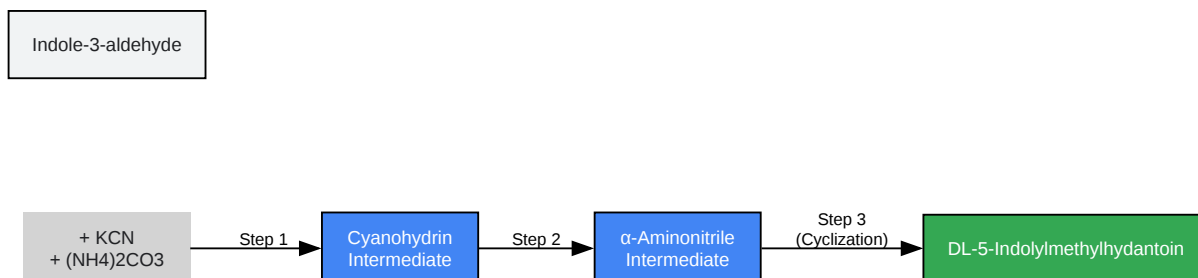 Indole-3-aldehyde
+ KCN
+ (NH4)2CO3
Step 1
Cyanohydrin
Intermediate
Step 2
α-Aminonitrile
Intermediate
Step 3
(Cyclization)
DL-5-Indolylmethylhydantoin